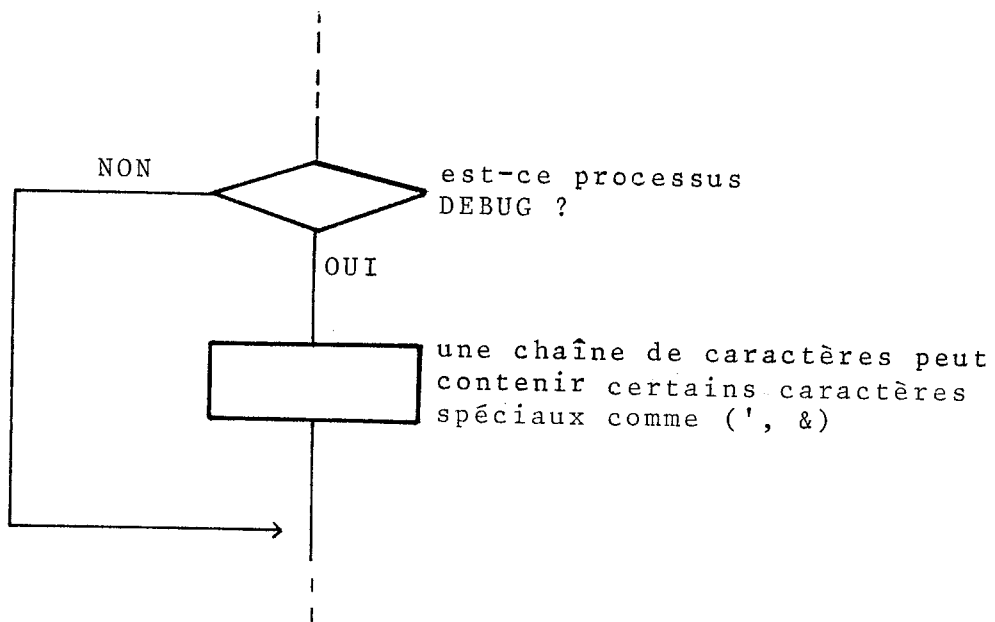 NON
est-ce processus
DEBUG ?
OUI
une chaîne de caractères peut
contenir certains caractères
spéciaux comme (', &)